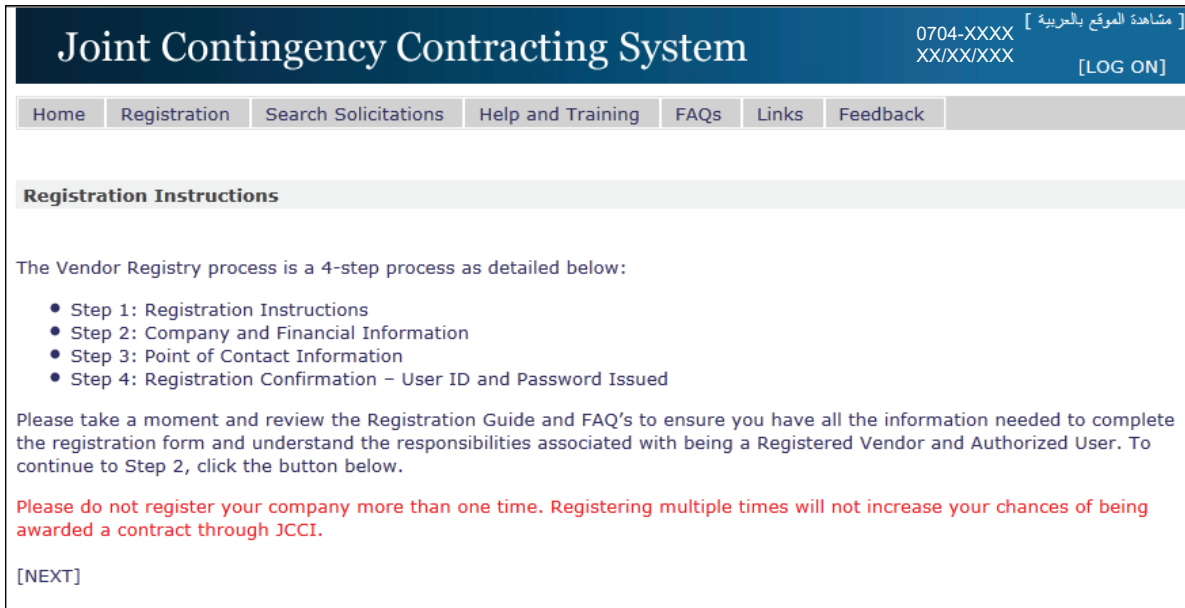 Joint Contingency Contracting System
0704-XXXX
XX/XX/XXX
[ مشاهدة الموقع بالعربية ]
[LOG ON]
Home Registration Search Solicitations Help and Training FAQs Links Feedback
Registration Instructions
The Vendor Registry process is a 4-step process as detailed below:
• Step 1: Registration Instructions
• Step 2: Company and Financial Information
• Step 3: Point of Contact Information
• Step 4: Registration Confirmation – User ID and Password Issued
Please take a moment and review the Registration Guide and FAQ’s to ensure you have all the information needed to complete
the registration form and understand the responsibilities associated with being a Registered Vendor and Authorized User. To
continue to Step 2, click the button below.
Please do not register your company more than one time. Registering multiple times will not increase your chances of being
awarded a contract through JCCI.
[NEXT]